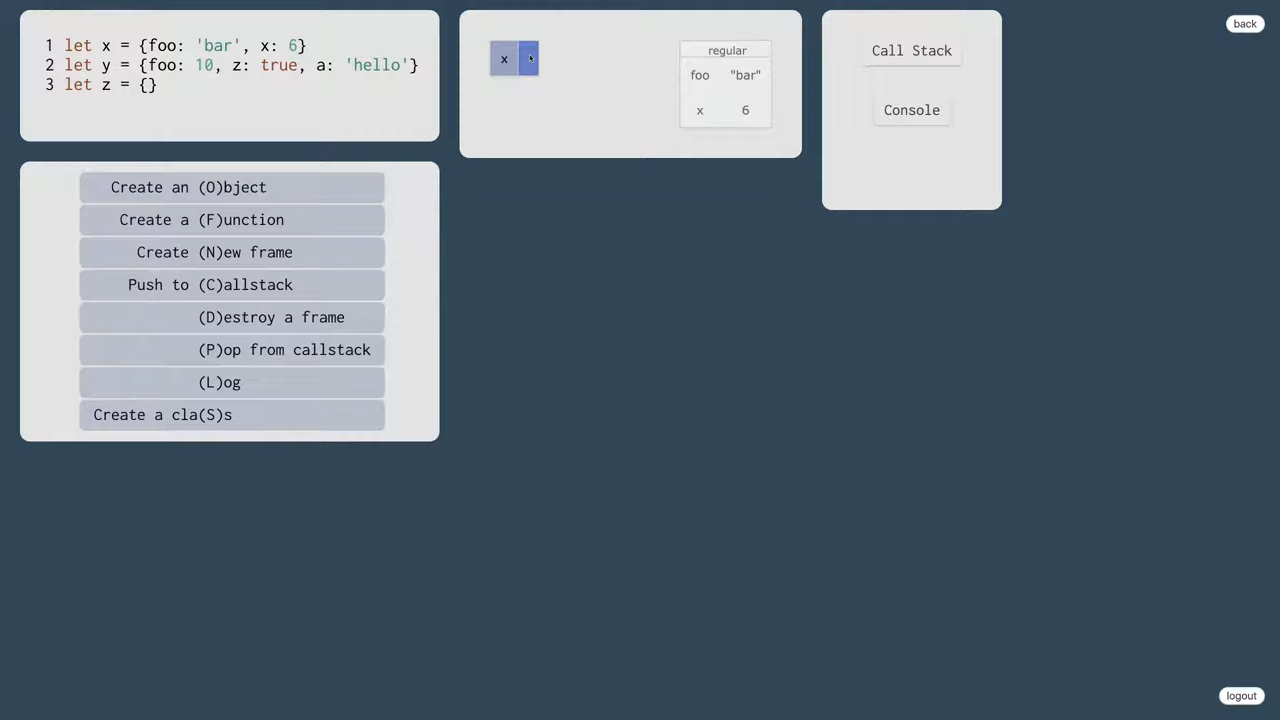 1 let x = {foo: 'bar', x: 6}
2 let y = {foo: 10, z: true, a: 'hello'}
3 let z = {}
Create an (O)bject
Create a (F)unction
Create (N)ew frame
Push to (C)allstack
(D)estroy a frame
(P)op from callstack
(L)og
Create a cla(S)s
x
regular
foo "bar"
x 6
Call Stack
Console
back
logout